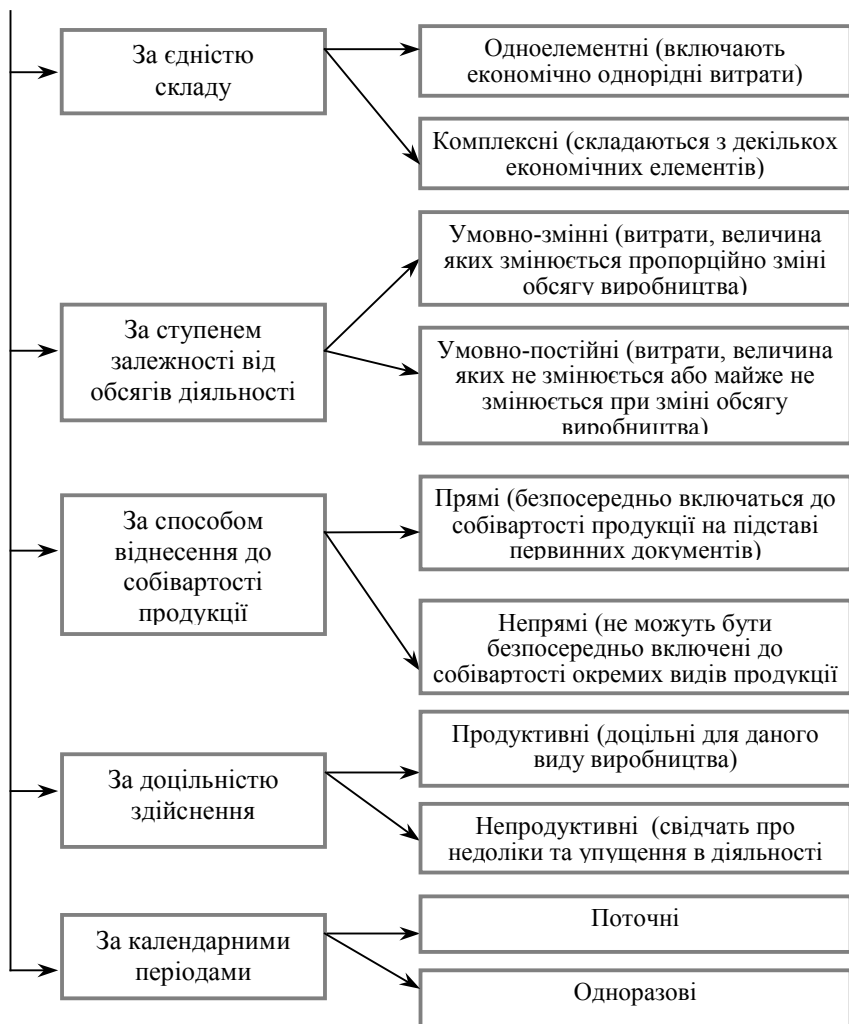 За єдністю
складу
Одноелементні (включають
економічно однорідні витрати)
Комплексні (складаються з декількох
економічних елементів)
За ступенем
залежності від
обсягів діяльності
Умовно-змінні (витрати, величина
яких змінюється пропорційно зміні
обсягу виробництва)
Умовно-постійні (витрати, величина
яких не змінюється або майже не
змінюється при зміні обсягу
виробництва)
За способом
віднесення до
собівартості
продукції
Прямі (безпосередньо включаться до
собівартості продукції на підставі
первинних документів)
Непрямі (не можуть бути
безпосередньо включені до
собівартості окремих видів продукції
За доцільністю
здійснення
Продуктивні (доцільні для даного
виду виробництва)
Непродуктивні (свідчать про
недоліки та упущення в діяльності
За календарними
періодами
Поточні
Одноразові